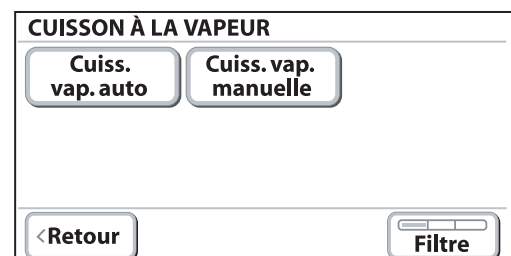 CUISSON À LA VAPEUR
Cuiss.
vap. auto
Cuiss. vap.
manuelle
<Retour
Filtre